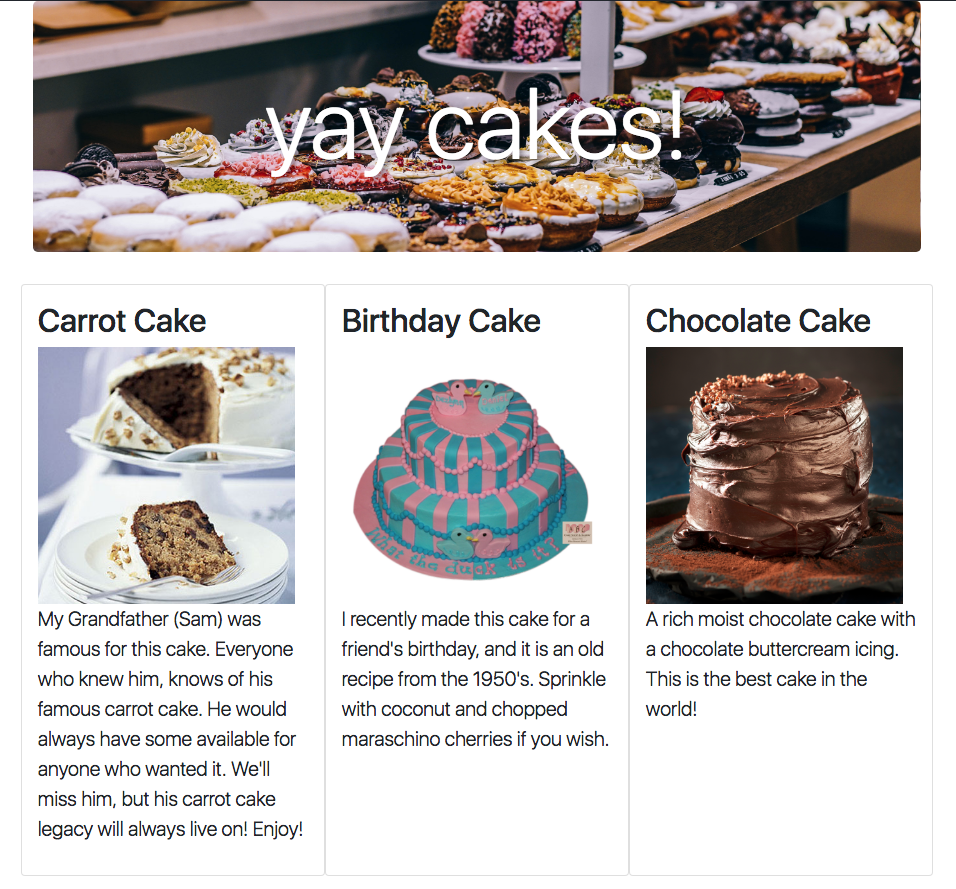 yay cakes!
Carrot Cake
My Grandfather (Sam) was
famous for this cake. Everyone
who knew him, knows of his
famous carrot cake. He would
always have some available for
anyone who wanted it. We'll
miss him, but his carrot cake
legacy will always live on! Enjoy!
Birthday Cake
What the duck is it?
I recently made this cake for a
friend's birthday, and it is an old
recipe from the 1950's. Sprinkle
with coconut and chopped
maraschino cherries if you wish.
Chocolate Cake
A rich moist chocolate cake with
a chocolate buttercream icing.
This is the best cake in the
world!